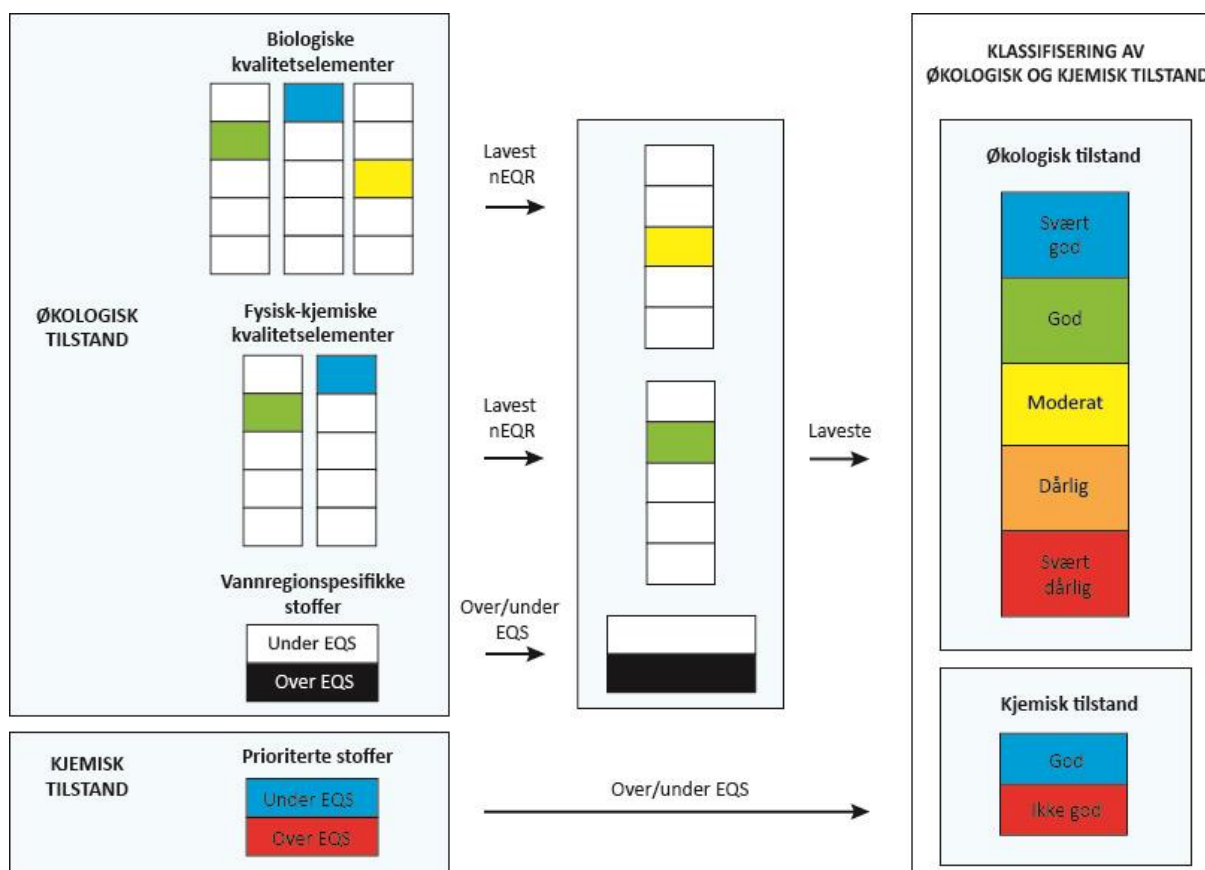 Biologiske
kvalitetselementer
ØKOLOGISK
TILSTAND
Fysisk-kjemiske
kvalitetselementer
Vannregionspesifikke
stoffer
Under EQS
Over EQS
Lavest
nEQR
Lavest
nEQR
Over/under
EQS
Laveste
KJEMISK
TILSTAND
Prioriterte stoffer
Under EQS
Over EQS
Over/under EQS
KLASSIFISERING AV
ØKOLOGISK OG KJEMISK TILSTAND
Økologisk tilstand
Svært
god
God
Moderat
Dårlig
Svært
dårlig
Kjemisk tilstand
God
Ikke god